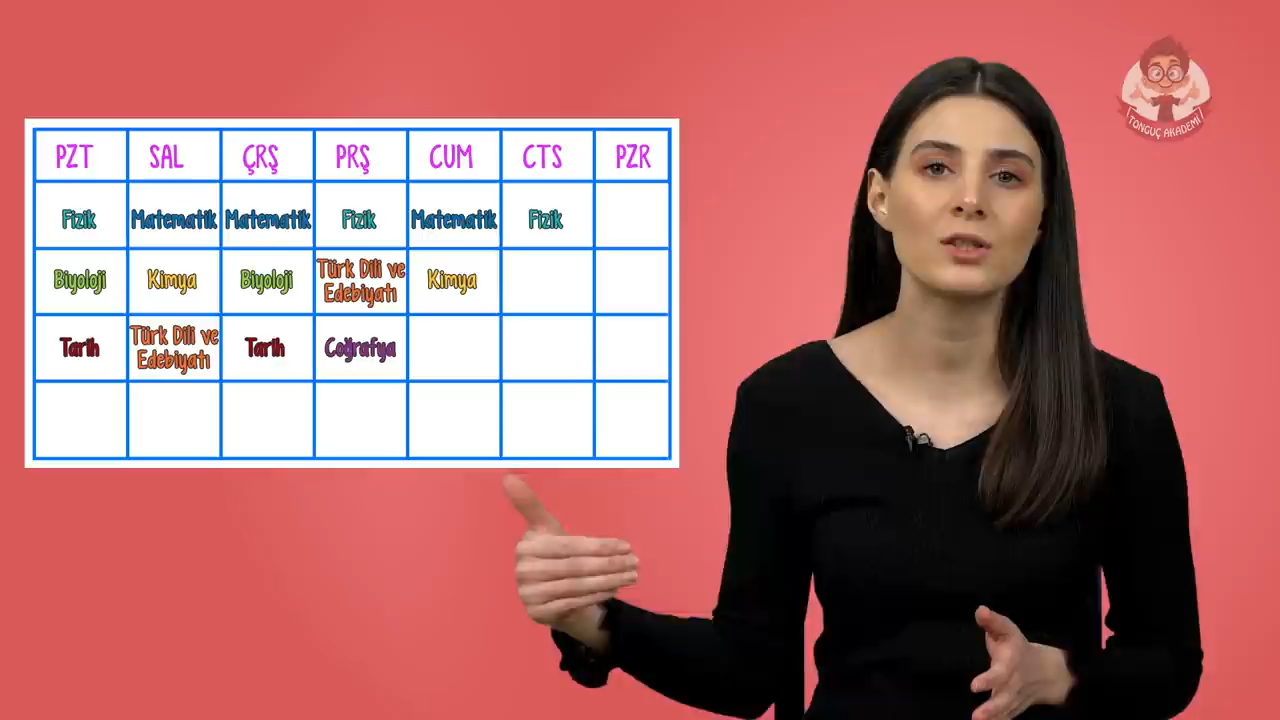 PZT SAL ÇRŞ PRŞ CUM CTS PZR
Fizik Matematik Matematik Fizik Matematik Fizik
Biyoloji Kimya Biyoloji Türk Dili ve Edebiyatı Kimya
Tarih Türk Dili ve Edebiyatı Tarih Coğrafya
TONGUÇ AKADEMİ